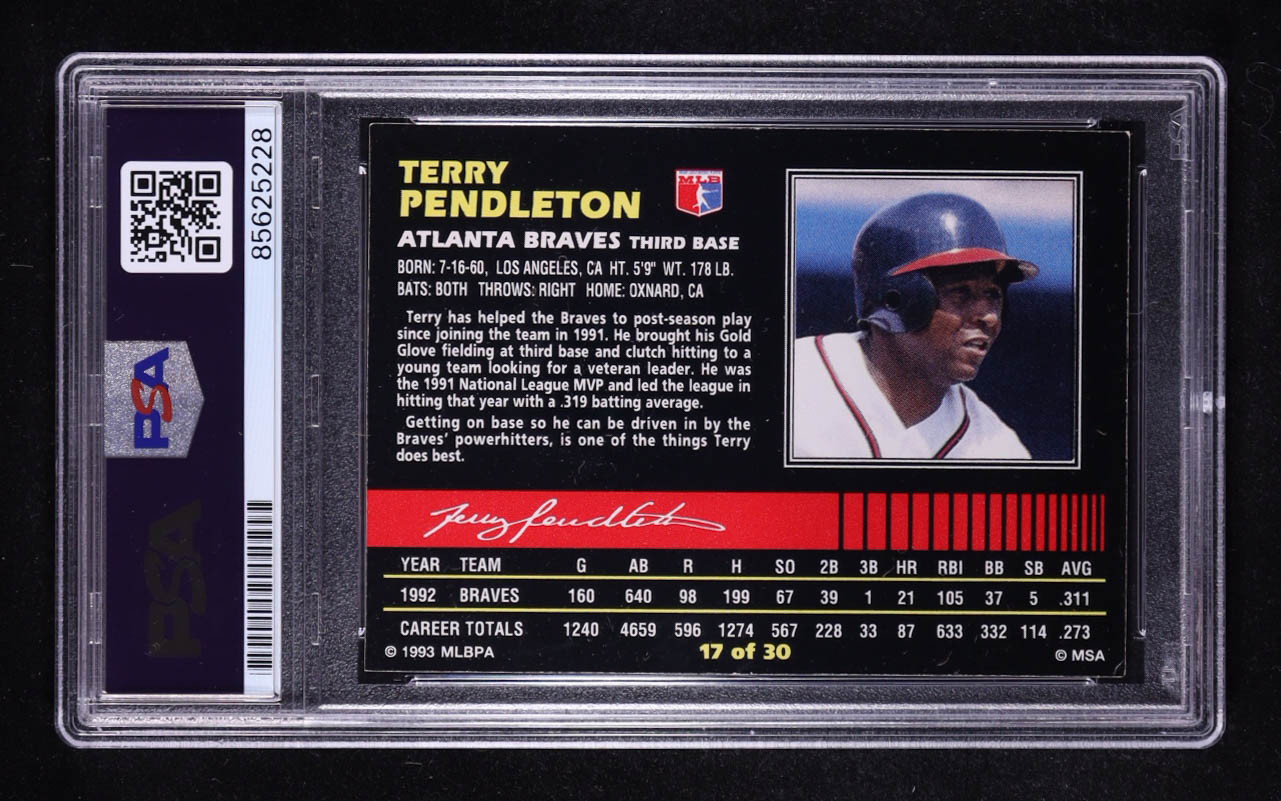 85625228
PSA
PSA
TERRY
PENDLETON
MLB
ATLANTA BRAVES THIRD BASE
BORN: 7-16-60, LOS ANGELES, CA HT. 5'9" WT. 178 LB.
BATS: BOTH THROWS: RIGHT HOME: OXNARD, CA
Terry has helped the Braves to post-season play
since joining the team in 1991. He brought his Gold
Glove fielding at third base and clutch hitting to a
young team looking for a veteran leader. He was
the 1991 National League MVP and led the league in
hitting that year with a .319 batting average.
Getting on base so he can be driven in by the
Braves' powerhitters, is one of the things Terry
does best.
Terry Pendleton
YEAR TEAM G AB R H SO 2B 3B HR RBI BB SB AVG
1992 BRAVES 160 640 98 199 67 39 1 21 105 37 5 .311
CAREER TOTALS 1240 4659 596 1274 567 228 33 87 633 332 114 .273
© 1993 MLBPA 17 of 30 © MSA